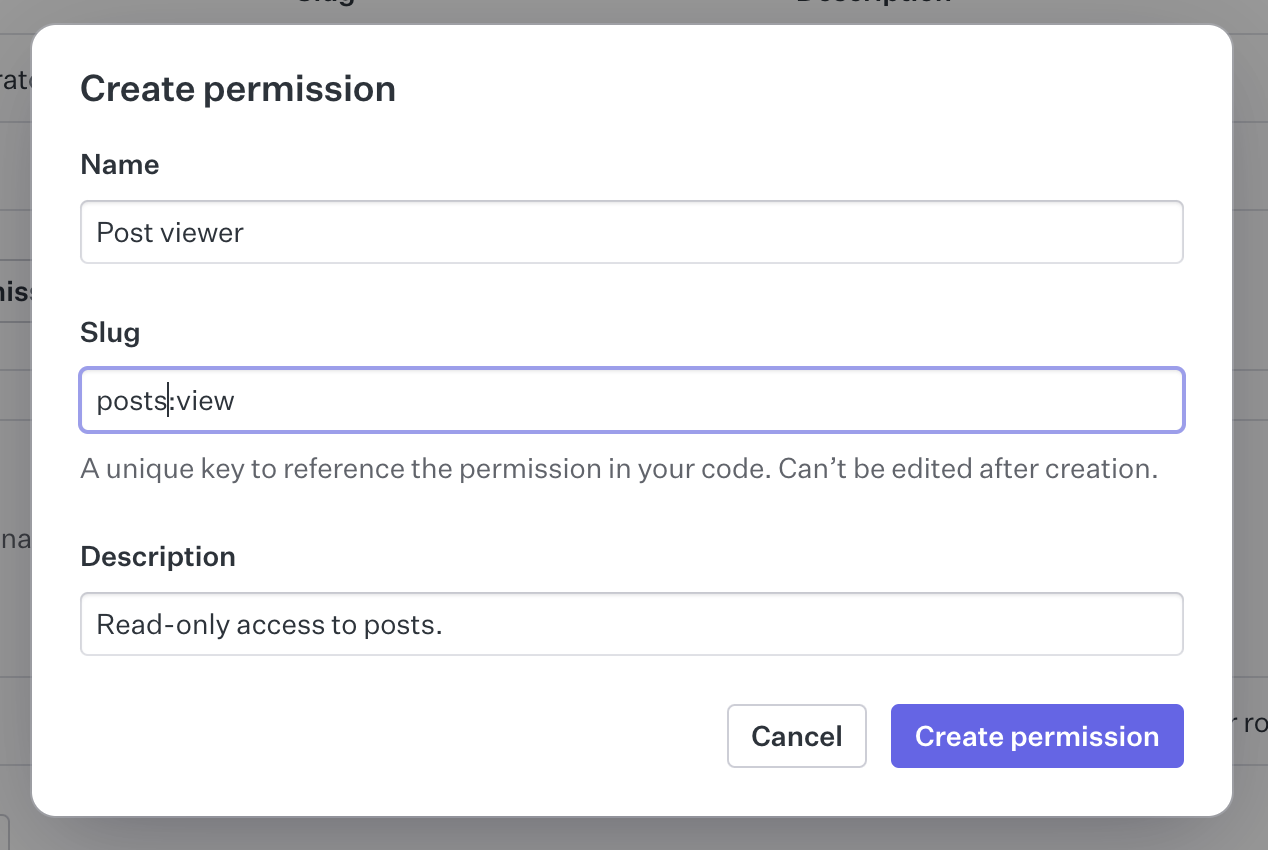 Create permission
Name
Post viewer
Slug
posts:view
A unique key to reference the permission in your code. Can’t be edited after creation.
Description
Read-only access to posts.
Cancel
Create permission